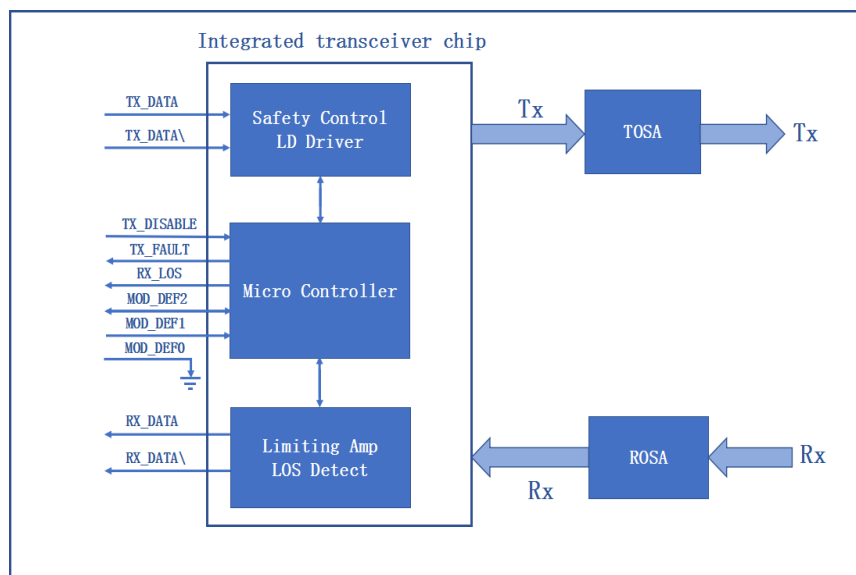 Integrated transceiver chip
TX_DATA
TX_DATA\
Safety Control
LD Driver
Tx
TOSA
Tx
TX_DISABLE
TX_FAULT
RX_LOS
MOD_DEF2
MOD_DEF1
MOD_DEF0
Micro Controller
RX_DATA
RX_DATA\
Limiting Amp
LOS Detect
Rx
ROSA
Rx